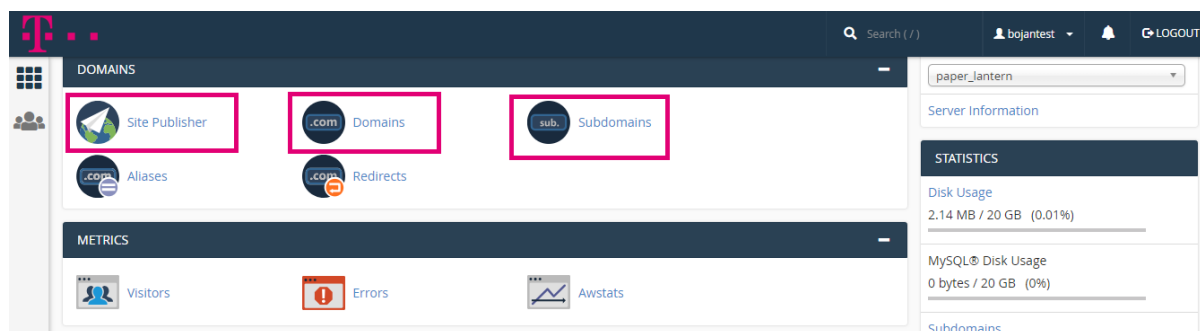 T
Search ( / )
bojantest
LOGOUT
DOMAINS
Site Publisher
.com Domains
sub. Subdomains
.com Aliases
.com Redirects
METRICS
Visitors
Errors
Awstats
paper_lantern
Server Information
STATISTICS
Disk Usage
2.14 MB / 20 GB (0.01%)
MySQL® Disk Usage
0 bytes / 20 GB (0%)
Subdomains